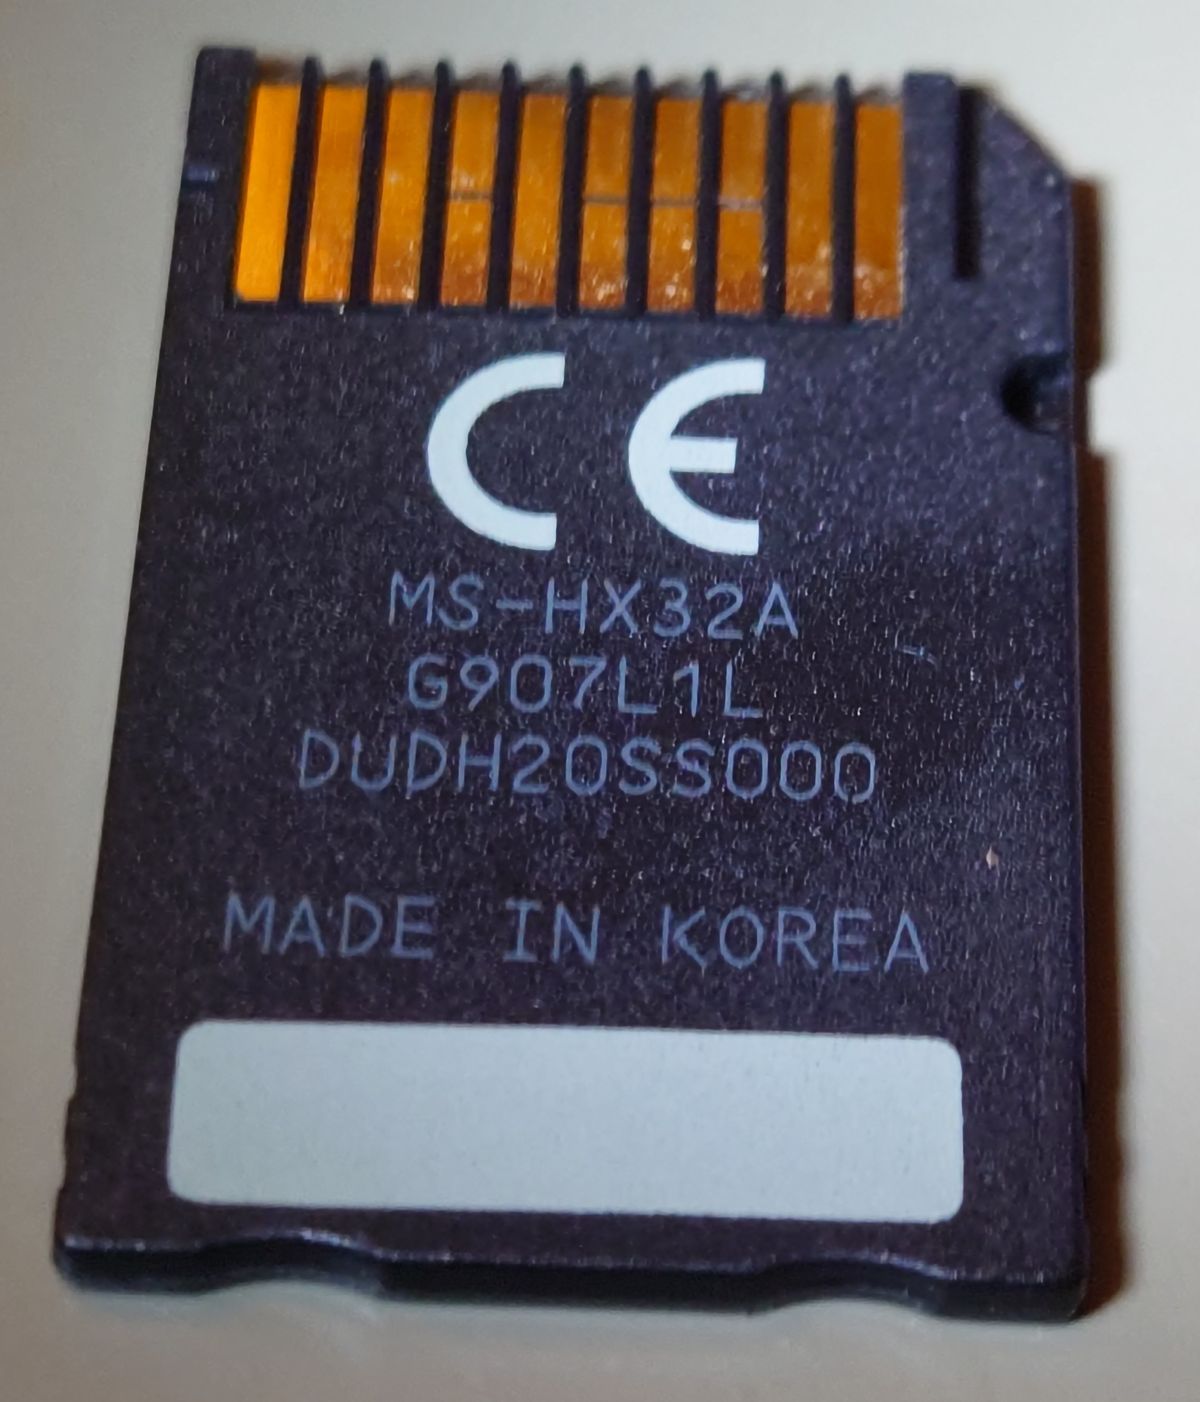 CE
MS-HX32A
G907L1L
DUDH20SS000
MADE IN KOREA